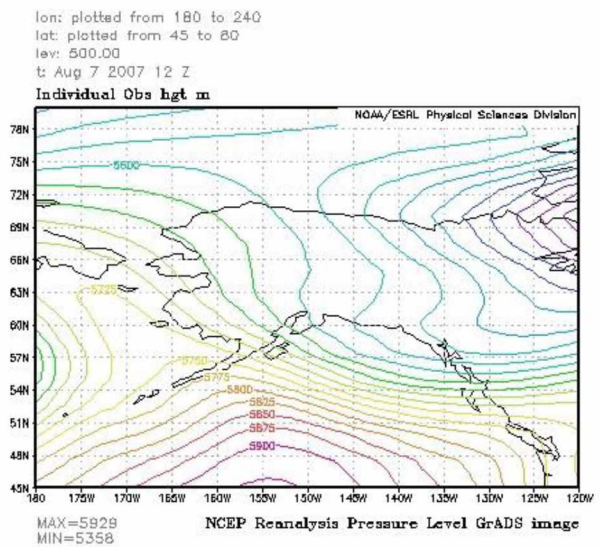 lon: plotted from 180 to 240
lat: plotted from 45 to 80
lev: 500.00
t: Aug 7 2007 12 Z
Individual Obs hgt m
NOAA/ESRL Physical Sciences Division
78N
75N
72N
69N
66N
63N
60N
57N
54N
51N
48N
45N
5600
5725
5750
5775
5800
5825
5850
5875
5900
180 175W 170W 165W 160W 155W 150W 145W 140W 135W 130W 125W 120W
MAX=5929
MIN=5358
NCEP Reanalysis Pressure Level GrADS image